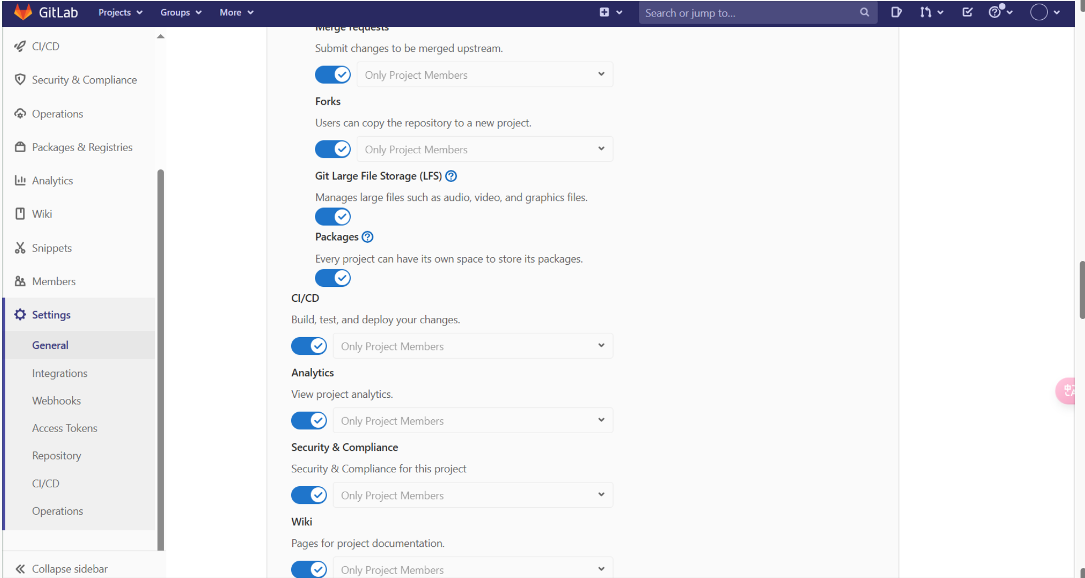 GitLab Projects Groups More Search or jump to...
CI/CD
Security & Compliance
Operations
Packages & Registries
Analytics
Wiki
Snippets
Members
Settings
General
Integrations
Webhooks
Access Tokens
Repository
CI/CD
Operations
Collapse sidebar
Merge requests
Submit changes to be merged upstream.
Only Project Members
Forks
Users can copy the repository to a new project.
Only Project Members
Git Large File Storage (LFS)
Manages large files such as audio, video, and graphics files.
Packages
Every project can have its own space to store its packages.
CI/CD
Build, test, and deploy your changes.
Only Project Members
Analytics
View project analytics.
Only Project Members
Security & Compliance
Security & Compliance for this project
Only Project Members
Wiki
Pages for project documentation.
Only Project Members